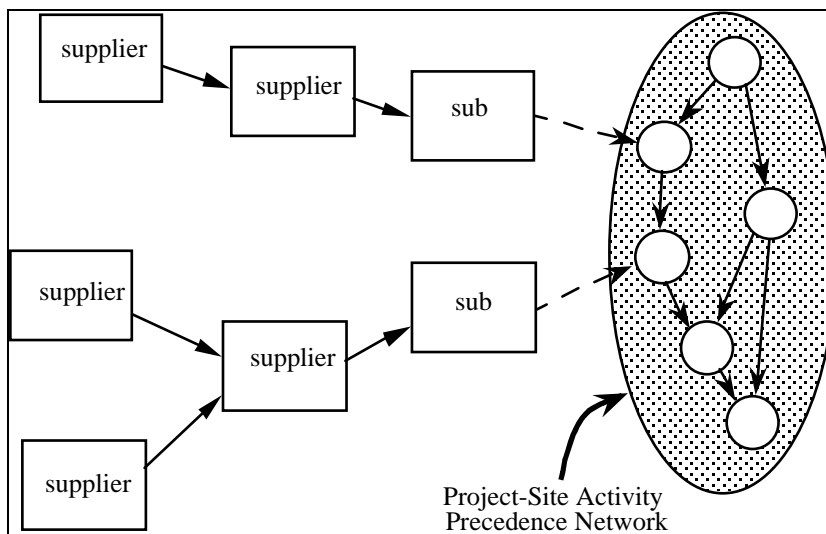 supplier
supplier
sub
supplier
supplier
sub
supplier
Project-Site Activity
Precedence Network